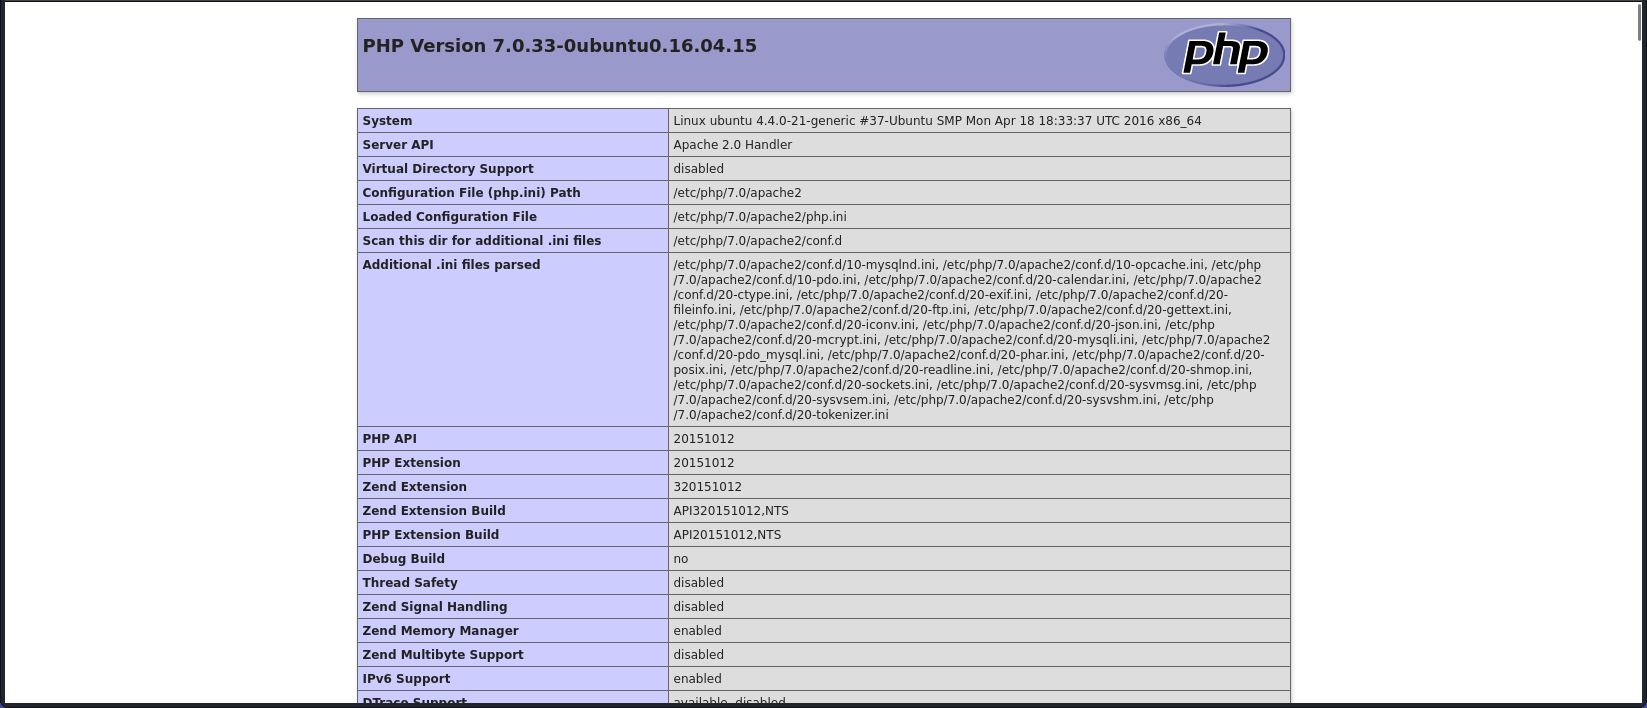 PHP Version 7.0.33-0ubuntu0.16.04.15
php
System Linux ubuntu 4.4.0-21-generic #37-Ubuntu SMP Mon Apr 18 18:33:37 UTC 2016 x86_64
Server API Apache 2.0 Handler
Virtual Directory Support disabled
Configuration File (php.ini) Path /etc/php/7.0/apache2
Loaded Configuration File /etc/php/7.0/apache2/php.ini
Scan this dir for additional .ini files /etc/php/7.0/apache2/conf.d
Additional .ini files parsed /etc/php/7.0/apache2/conf.d/10-mysqlnd.ini, /etc/php/7.0/apache2/conf.d/10-opcache.ini, /etc/php
/7.0/apache2/conf.d/10-pdo.ini, /etc/php/7.0/apache2/conf.d/20-calendar.ini, /etc/php/7.0/apache2
/conf.d/20-ctype.ini, /etc/php/7.0/apache2/conf.d/20-exif.ini, /etc/php/7.0/apache2/conf.d/20-
fileinfo.ini, /etc/php/7.0/apache2/conf.d/20-ftp.ini, /etc/php/7.0/apache2/conf.d/20-gettext.ini,
/etc/php/7.0/apache2/conf.d/20-iconv.ini, /etc/php/7.0/apache2/conf.d/20-json.ini, /etc/php
/7.0/apache2/conf.d/20-mcrypt.ini, /etc/php/7.0/apache2/conf.d/20-mysqli.ini, /etc/php/7.0/apache2
/conf.d/20-pdo_mysql.ini, /etc/php/7.0/apache2/conf.d/20-phar.ini, /etc/php/7.0/apache2/conf.d/20-
posix.ini, /etc/php/7.0/apache2/conf.d/20-readline.ini, /etc/php/7.0/apache2/conf.d/20-shmop.ini,
/etc/php/7.0/apache2/conf.d/20-sockets.ini, /etc/php/7.0/apache2/conf.d/20-sysvmsg.ini, /etc/php
/7.0/apache2/conf.d/20-sysvsem.ini, /etc/php/7.0/apache2/conf.d/20-sysvshm.ini, /etc/php
/7.0/apache2/conf.d/20-tokenizer.ini
PHP API 20151012
PHP Extension 20151012
Zend Extension 320151012
Zend Extension Build API320151012,NTS
PHP Extension Build API20151012,NTS
Debug Build no
Thread Safety disabled
Zend Signal Handling disabled
Zend Memory Manager enabled
Zend Multibyte Support disabled
IPv6 Support enabled
DTrace Support available, disabled